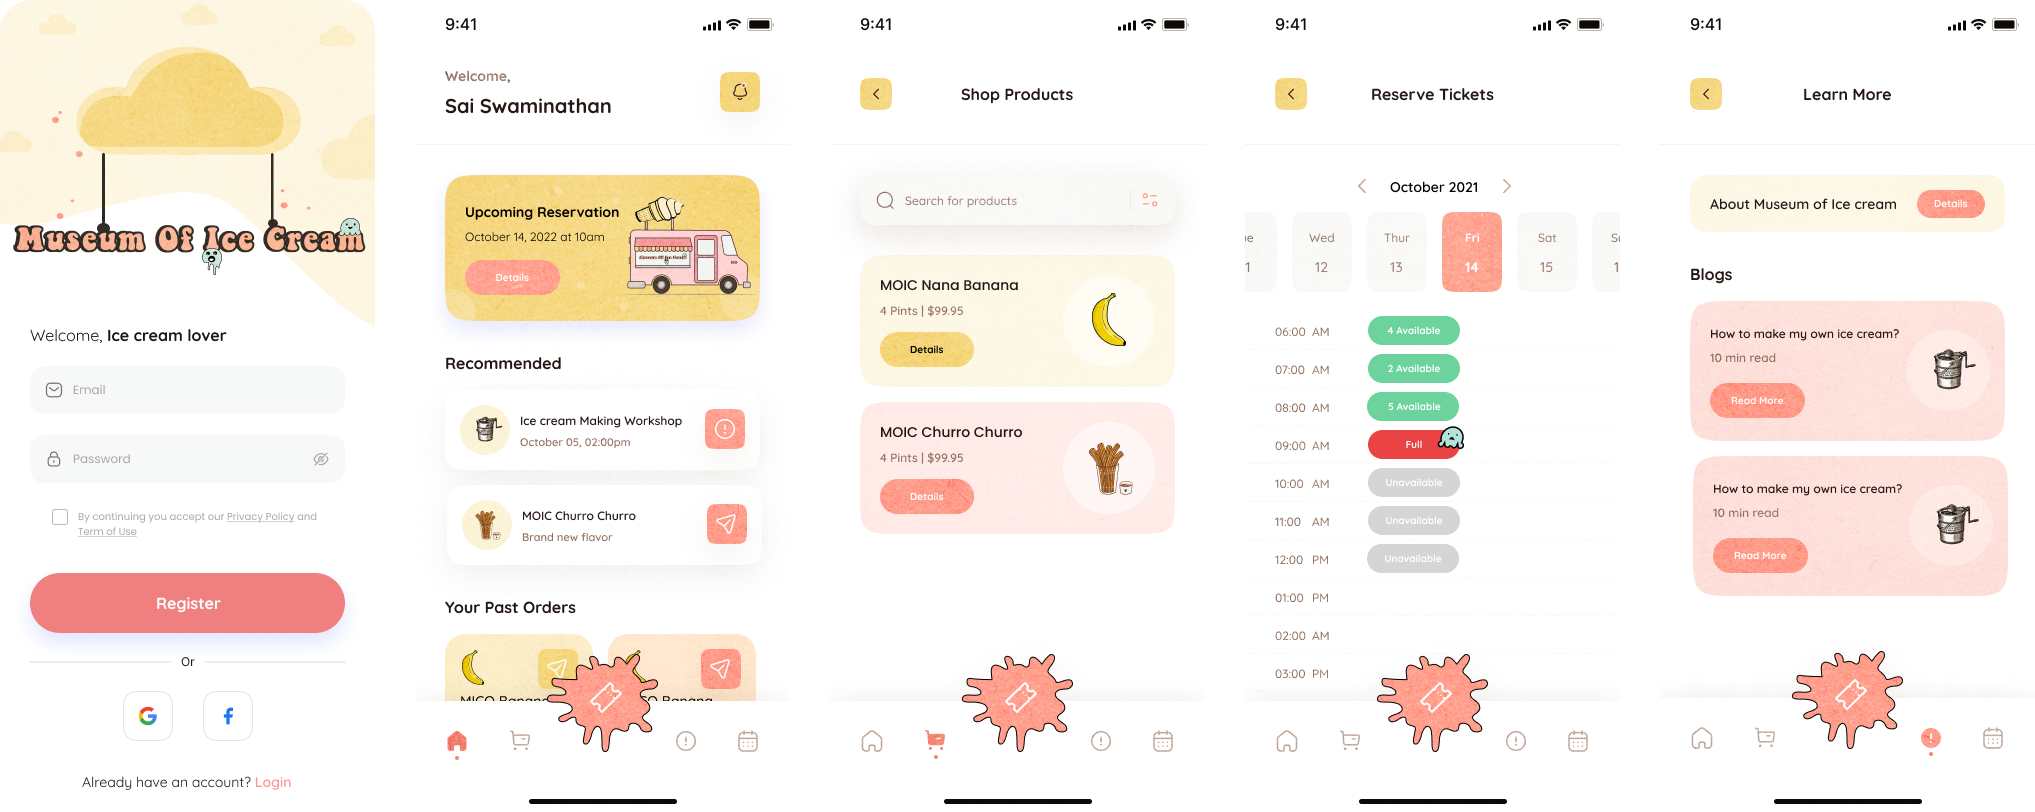 Museum Of Ice Cream
Welcome, Ice cream lover
Email
Password
By continuing you accept our Privacy Policy and
Term of Use
Register
Or
Already have an account? Login
9:41
Welcome,
Sai Swaminathan
Upcoming Reservation
October 14, 2022 at 10am
Details
Museum Of Ice Cream
Recommended
Ice cream Making Workshop
October 05, 02:00pm
MOIC Churro Churro
Brand new flavor
Your Past Orders
9:41
Shop Products
Search for products
MOIC Nana Banana
4 Pints | $99.95
Details
MOIC Churro Churro
4 Pints | $99.95
Details
9:41
Reserve Tickets
October 2021
Wed Thur Fri Sat
12 13 14 15
06:00 AM 4 Available
07:00 AM 2 Available
08:00 AM 5 Available
09:00 AM Full
10:00 AM Unavailable
11:00 AM Unavailable
12:00 PM Unavailable
01:00 PM
02:00 AM
03:00 PM
9:41
Learn More
About Museum of Ice cream Details
Blogs
How to make my own ice cream?
10 min read
Read More
How to make my own ice cream?
10 min read
Read More